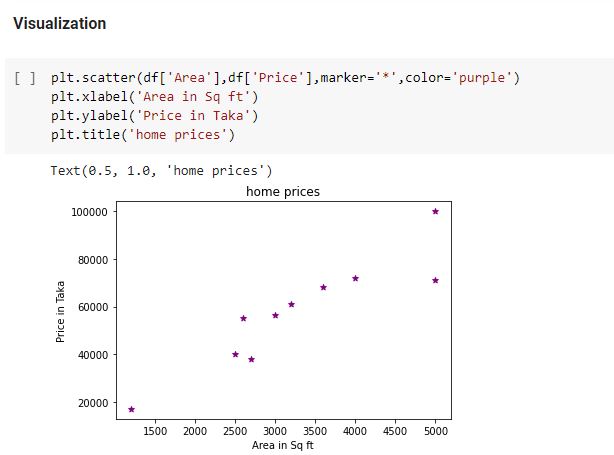 Visualization
[ ] plt.scatter(df['Area'],df['Price'],marker='*',color='purple')
plt.xlabel('Area in Sq ft')
plt.ylabel('Price in Taka')
plt.title('home prices')
Text(0.5, 1.0, 'home prices')
home prices
100000
80000
60000
40000
20000
Price in Taka
1500 2000 2500 3000 3500 4000 4500 5000
Area in Sq ft